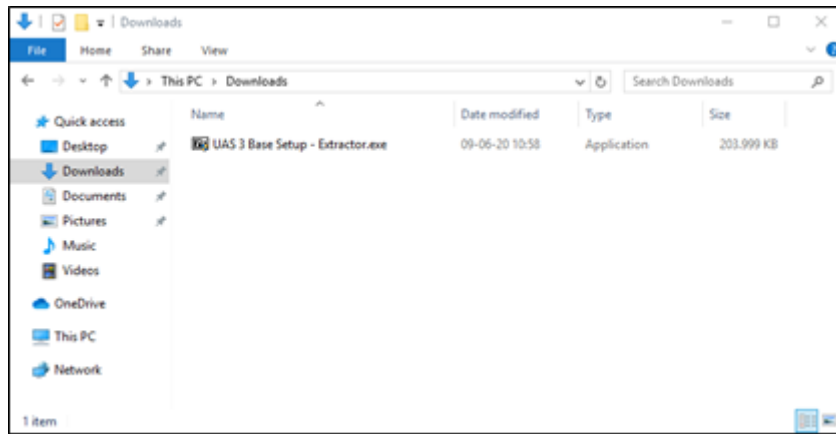 Downloads
File Home Share View
This PC > Downloads Search Downloads
Name Date modified Type Size
UAS 3 Base Setup - Extractor.exe 09-06-20 10:58 Application 203.999 KB
Quick access
Desktop
Downloads
Documents
Pictures
Music
Videos
OneDrive
This PC
Network
1 item